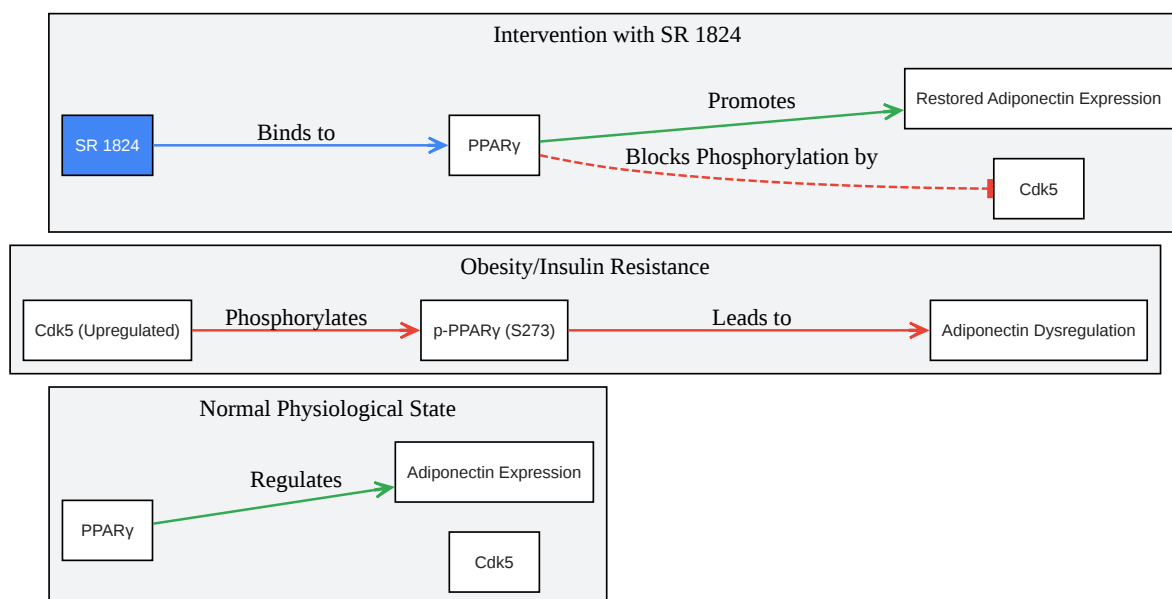 Intervention with SR 1824
Promotes
Restored Adiponectin Expression
SR 1824
Binds to
PPARγ
Blocks Phosphorylation by
Cdk5
Obesity/Insulin Resistance
Cdk5 (Upregulated)
Phosphorylates
p-PPARγ (S273)
Leads to
Adiponectin Dysregulation
Normal Physiological State
Regulates
Adiponectin Expression
PPARγ
Cdk5